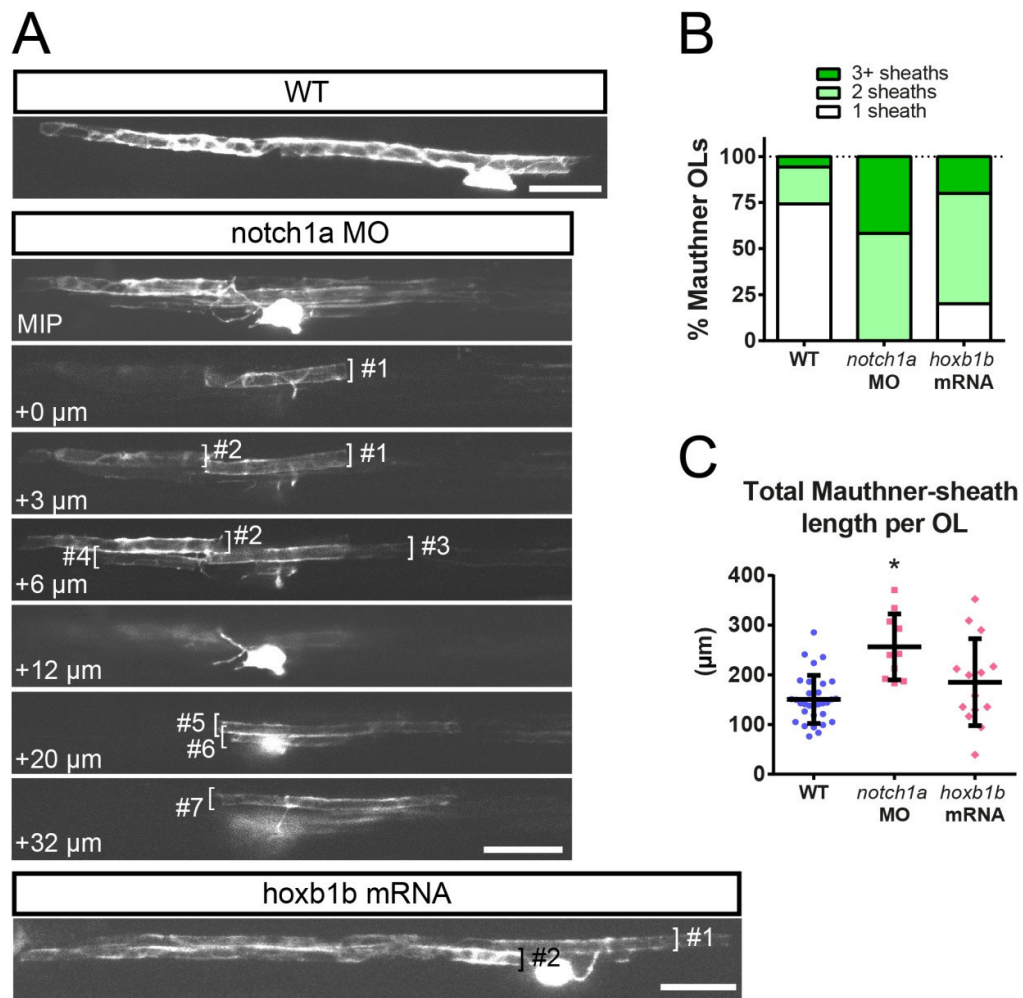 A
WT
notch1a MO
MIP
] #1
+0 µm
] #2
] #1
+3 µm
] #2
] #3
#4 [
+6 µm
+12 µm
#5 [
#6 [
+20 µm
#7 [
+32 µm
hoxb1b mRNA
] #1
] #2
B
3+ sheaths
2 sheaths
1 sheath
% Mauthner OLs
100
75
50
25
0
WT
notch1a
MO
hoxb1b
mRNA
C
Total Mauthner-sheath
length per OL
*
(µm)
400
300
200
100
0
WT
notch1a
MO
hoxb1b
mRNA